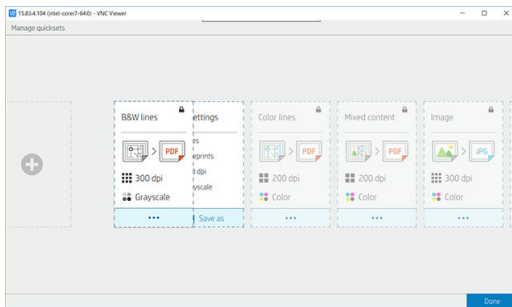 15.83.4.104 (intel-corei7-64:0) - VNC Viewer
Manage quicksets
B&W lines
PDF
300 dpi
Grayscale
...
ettings
eprints
dpi
yscale
Save as
Color lines
PDF
200 dpi
Color
...
Mixed content
PDF
200 dpi
Color
...
Image
JPG
300 dpi
Color
...
Done